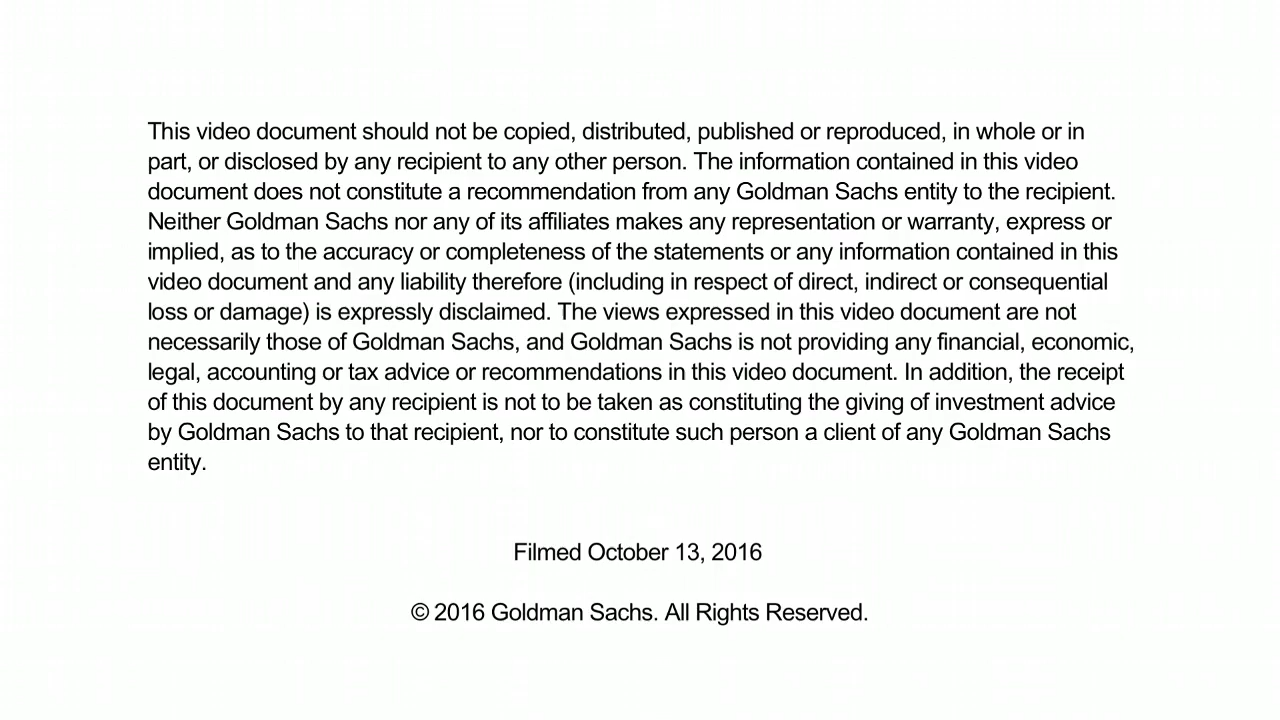 This video document should not be copied, distributed, published or reproduced, in whole or in
part, or disclosed by any recipient to any other person. The information contained in this video
document does not constitute a recommendation from any Goldman Sachs entity to the recipient.
Neither Goldman Sachs nor any of its affiliates makes any representation or warranty, express or
implied, as to the accuracy or completeness of the statements or any information contained in this
video document and any liability therefore (including in respect of direct, indirect or consequential
loss or damage) is expressly disclaimed. The views expressed in this video document are not
necessarily those of Goldman Sachs, and Goldman Sachs is not providing any financial, economic,
legal, accounting or tax advice or recommendations in this video document. In addition, the receipt
of this document by any recipient is not to be taken as constituting the giving of investment advice
by Goldman Sachs to that recipient, nor to constitute such person a client of any Goldman Sachs
entity.
Filmed October 13, 2016
© 2016 Goldman Sachs. All Rights Reserved.